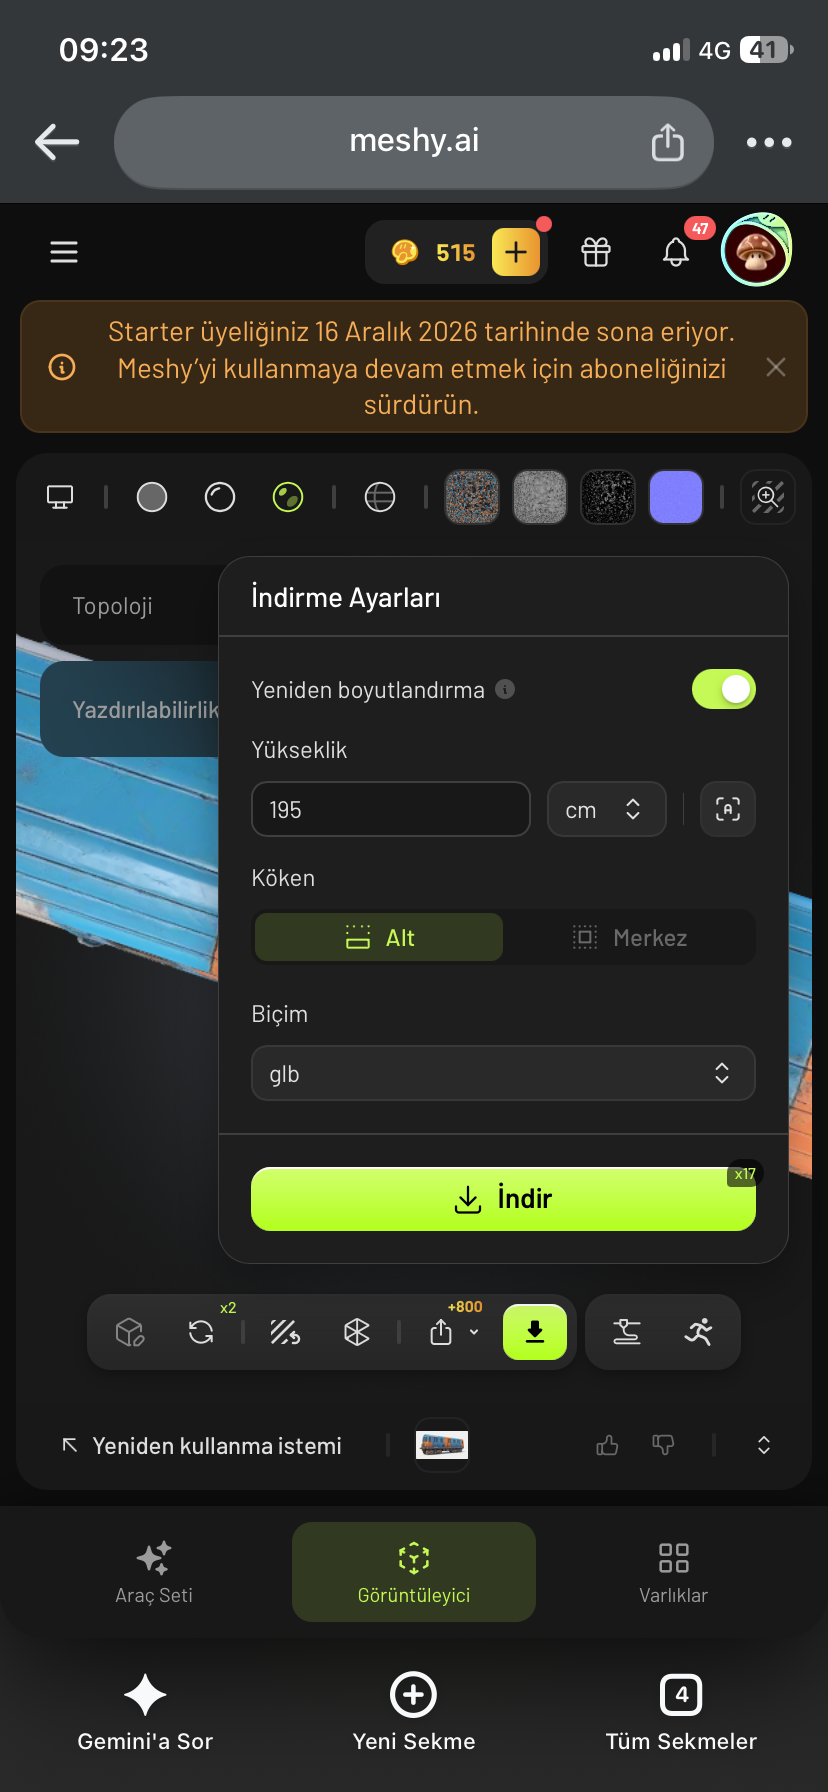 09:23
4G
41
meshy.ai
515
47
Starter üyeliğiniz 16 Aralık 2026 tarihinde sona eriyor.
Meshy'yi kullanmaya devam etmek için aboneliğinizi
sürdürün.
Topoloji
Yazdırılabilirlik
İndirme Ayarları
Yeniden boyutlandırma
Yükseklik
195
cm
Köken
Alt
Merkez
Biçim
glb
x17
İndir
x2
+800
Yeniden kullanma istemi
Araç Seti
Görüntüleyici
Varlıklar
Gemini'a Sor
Yeni Sekme
4
Tüm Sekmeler